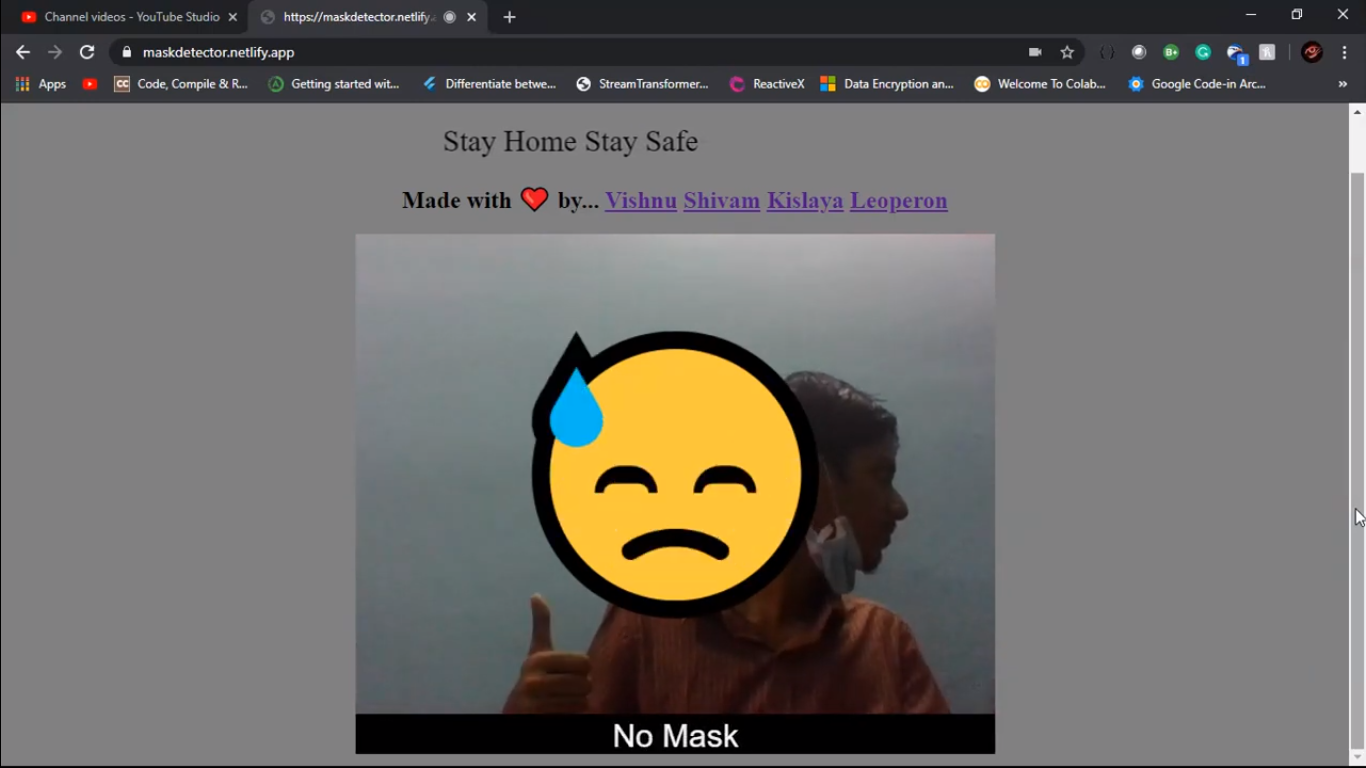 Channel videos - YouTube Studio
https://maskdetector.netlify.a
maskdetector.netlify.app
Apps
CC Code, Compile & R...
Getting started wit...
Differentiate betwe...
StreamTransformer...
ReactiveX
Data Encryption an...
Welcome To Colab...
Google Code-in Arc...
Stay Home Stay Safe
Made with ❤ by... Vishnu Shivam Kislaya Leoperon
No Mask